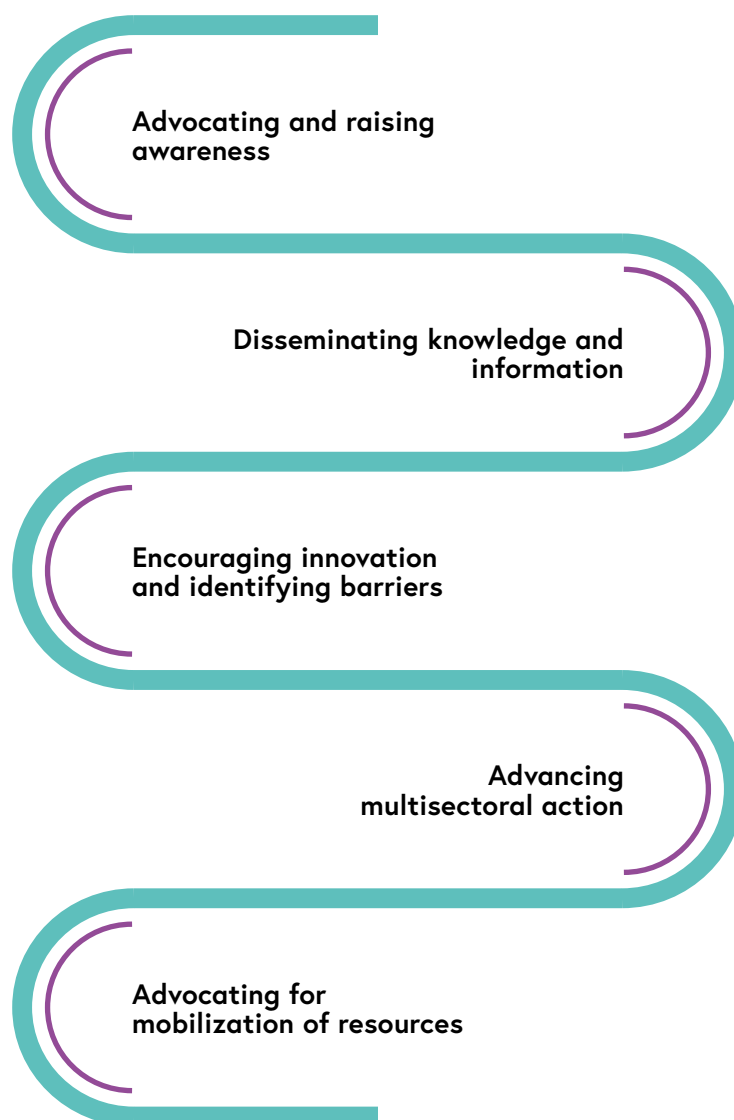 Advocating and raising
awareness
Disseminating knowledge and
information
Encouraging innovation
and identifying barriers
Advancing
multisectoral action
Advocating for
mobilization of resources